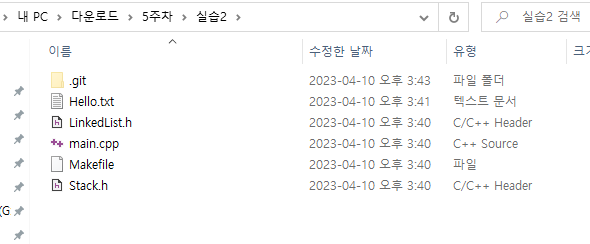 내 PC > 다운로드 > 5주차 > 실습2 > 실습2 검색
이름 수정한 날짜 유형 크기
.git 2023-04-10 오후 3:43 파일 폴더
Hello.txt 2023-04-10 오후 3:41 텍스트 문서
LinkedList.h 2023-04-10 오후 3:40 C/C++ Header
main.cpp 2023-04-10 오후 3:40 C++ Source
Makefile 2023-04-10 오후 3:40 파일
Stack.h 2023-04-10 오후 3:40 C/C++ Header
(G